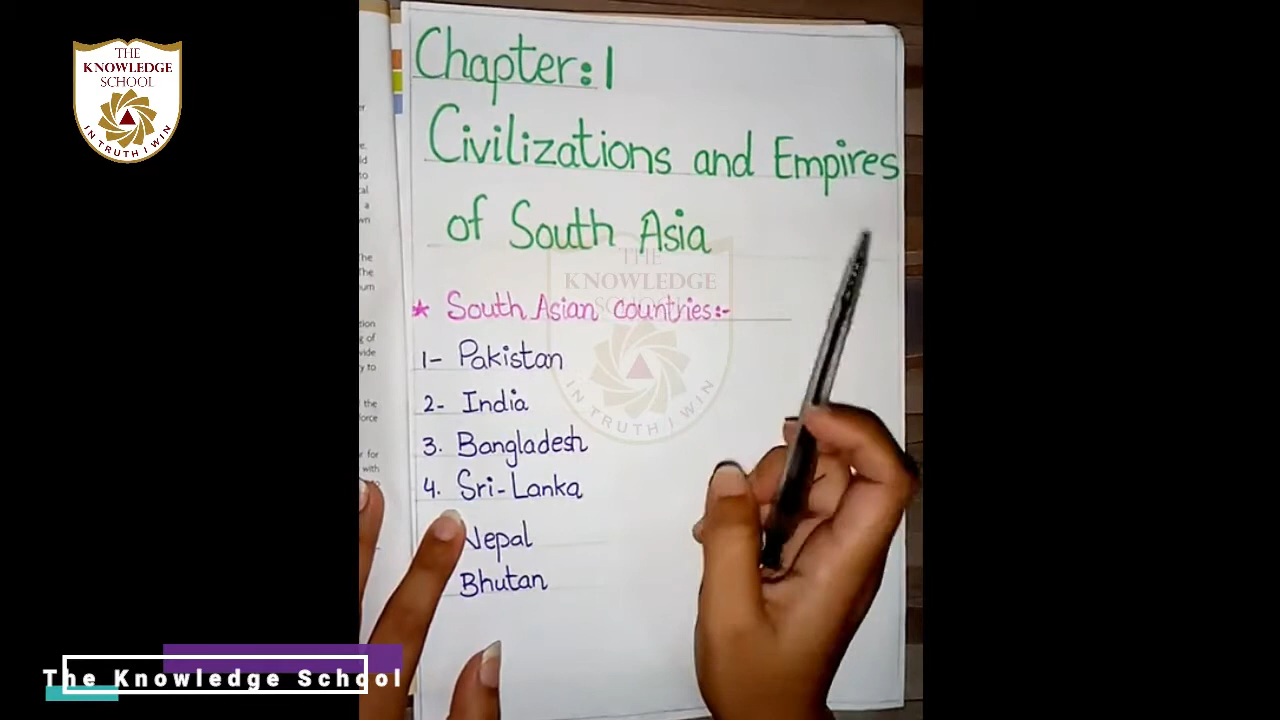 THE
KNOWLEDGE
SCHOOL
IN TRUTH I WIN
Chapter:1
Civilizations and Empires
of South Asia
THE
KNOWLEDGE
SCHOOL
IN TRUTH I WIN
★ South Asian countries:-
1- Pakistan
2- India
3. Bangladesh
4. Sri-Lanka
Nepal
Bhutan
The Knowledge School